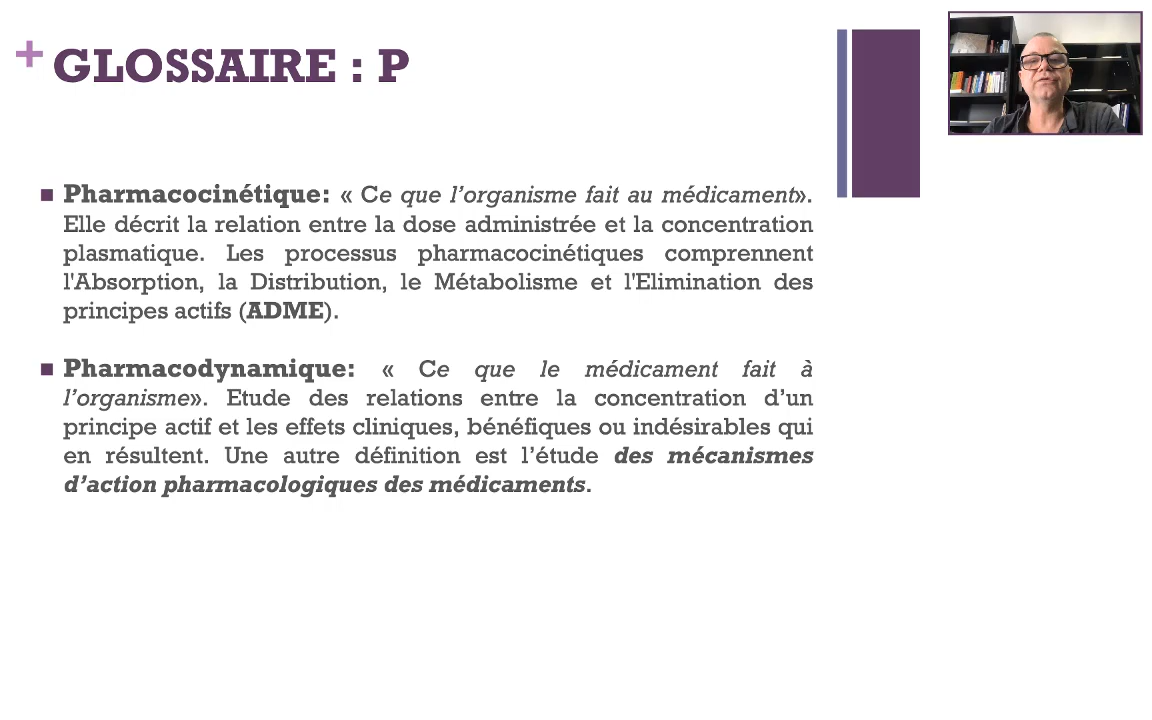 + GLOSSAIRE : P
■ Pharmacocinétique: « Ce que l’organisme fait au médicament».
Elle décrit la relation entre la dose administrée et la concentration
plasmatique. Les processus pharmacocinétiques comprennent
l'Absorption, la Distribution, le Métabolisme et l'Elimination des
principes actifs (ADME).
■ Pharmacodynamique: « Ce que le médicament fait à
l’organisme». Etude des relations entre la concentration d’un
principe actif et les effets cliniques, bénéfiques ou indésirables qui
en résultent. Une autre définition est l’étude des mécanismes
d’action pharmacologiques des médicaments.